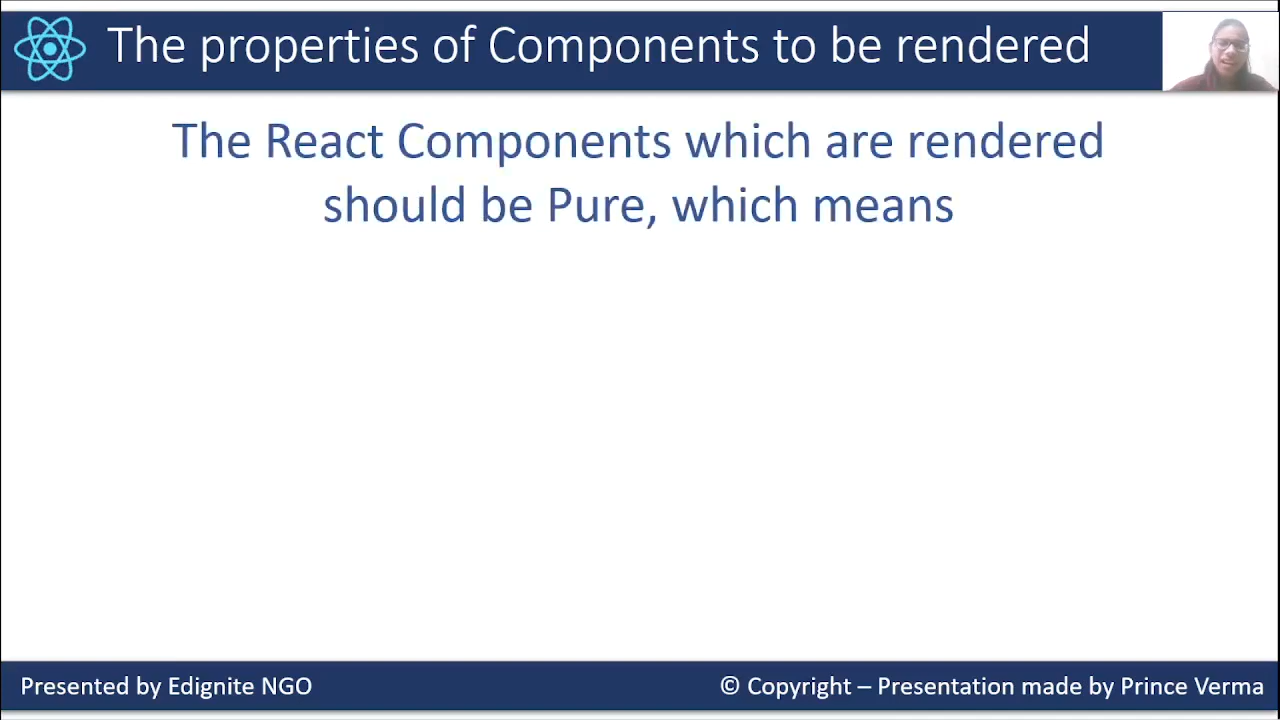 The properties of Components to be rendered
The React Components which are rendered
should be Pure, which means
Presented by Edignite NGO
© Copyright – Presentation made by Prince Verma